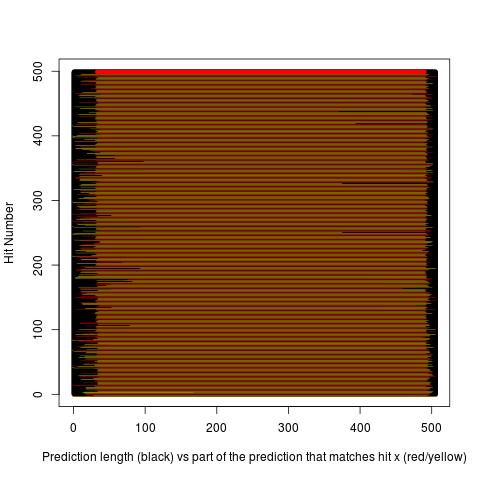 500
400
300
200
100
0
Hit Number
0 100 200 300 400 500
Prediction length (black) vs part of the prediction that matches hit x (red/yellow)